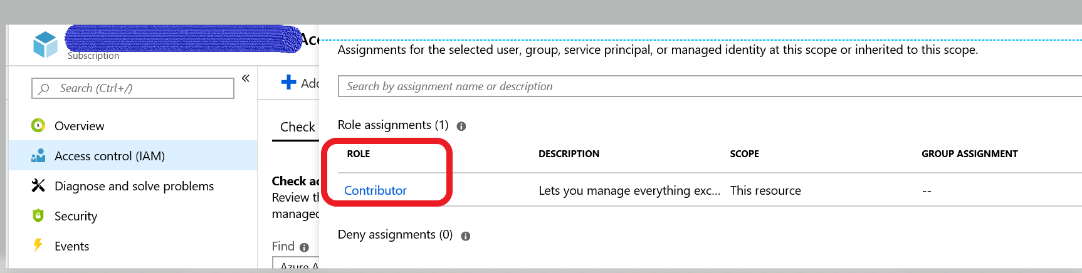 Acc
Subscription
Search (Ctrl+/)
«
Overview
Access control (IAM)
Diagnose and solve problems
Security
Events
Add
Check
Check ac
Review th
managed
Find
Azure A
Assignments for the selected user, group, service principal, or managed identity at this scope or inherited to this scope.
Search by assignment name or description
Role assignments (1)
ROLE DESCRIPTION SCOPE GROUP ASSIGNMENT
Contributor Lets you manage everything exc... This resource --
Deny assignments (0)